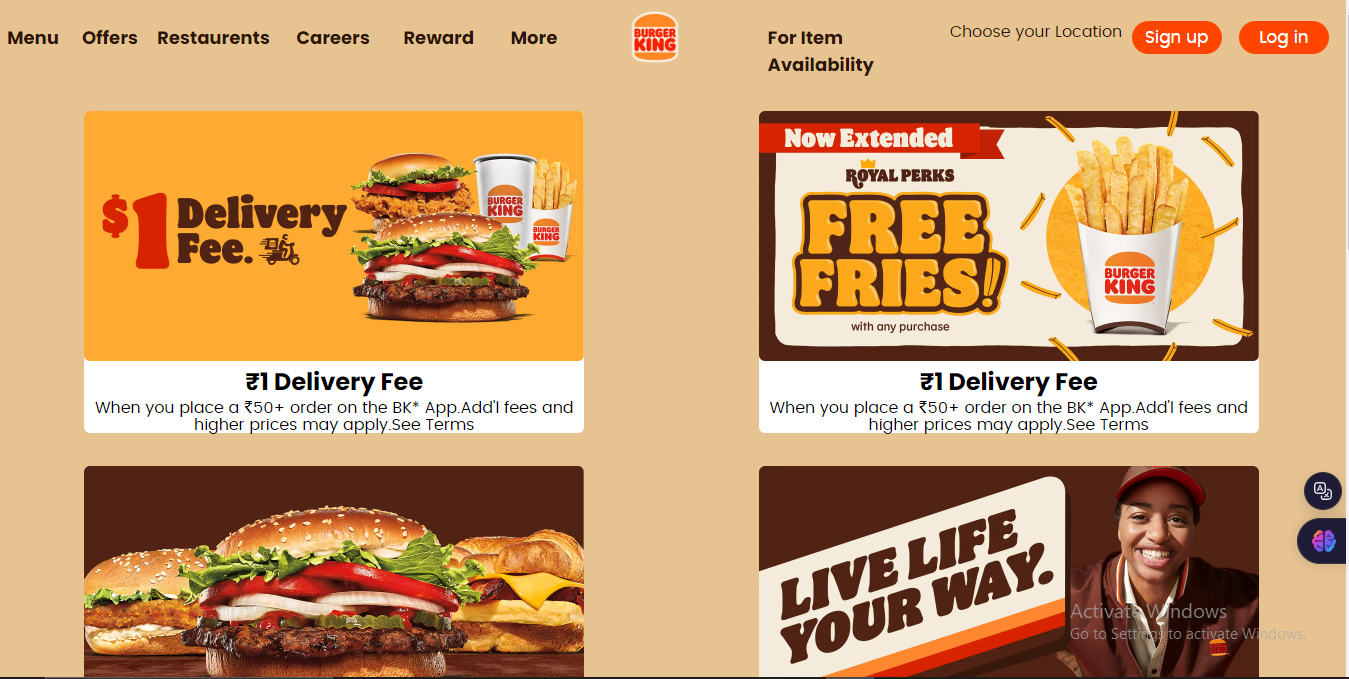 Menu Offers Restaurents Careers Reward More
BURGER
KING
For Item
Availability
Choose your Location
Sign up
Log in
$1 Delivery
Fee.
BURGER
KING
BURGER
KING
₹1 Delivery Fee
When you place a ₹50+ order on the BK* App.Add'l fees and
higher prices may apply.See Terms
Now Extended
ROYAL PERKS
FREE
FRIES!
with any purchase
BURGER
KING
₹1 Delivery Fee
When you place a ₹50+ order on the BK* App.Add'l fees and
higher prices may apply.See Terms
LIVE LIFE
YOUR WAY.
Activate Windows
Go to Settings to activate Windows.